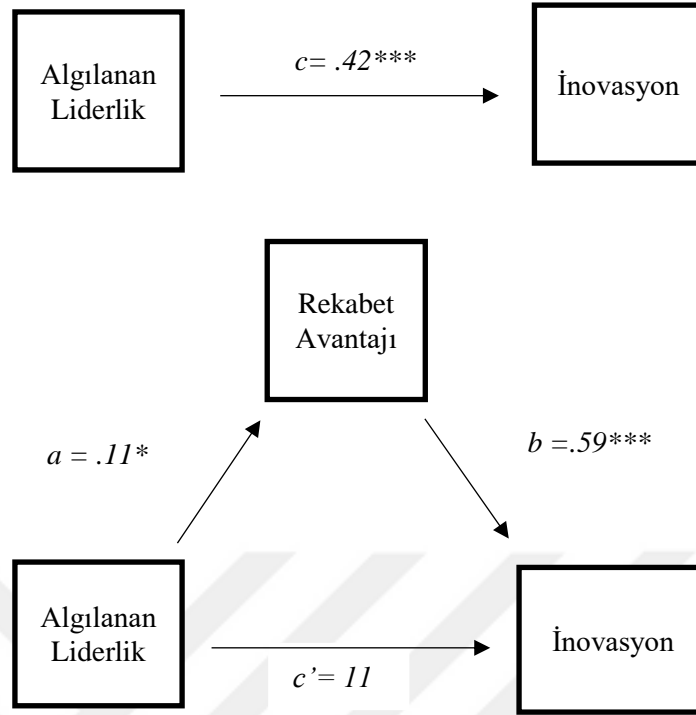 Algılanan
Liderlik
c= .42***
İnovasyon
Rekabet
Avantajı
a = .11*
b =.59***
Algılanan
Liderlik
c’= 11
İnovasyon